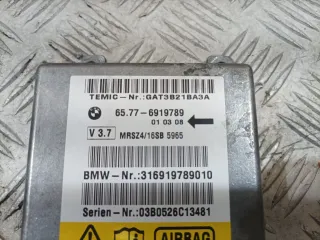 TEMIC-Nr.:GAT3B21BA3A
65.77-6919789
01 03 08
V 3.7
MRSZ4/16SB 5965
BMW-Nr.:316919789010
Serien-Nr.:03B0526C13481
AIRBAG